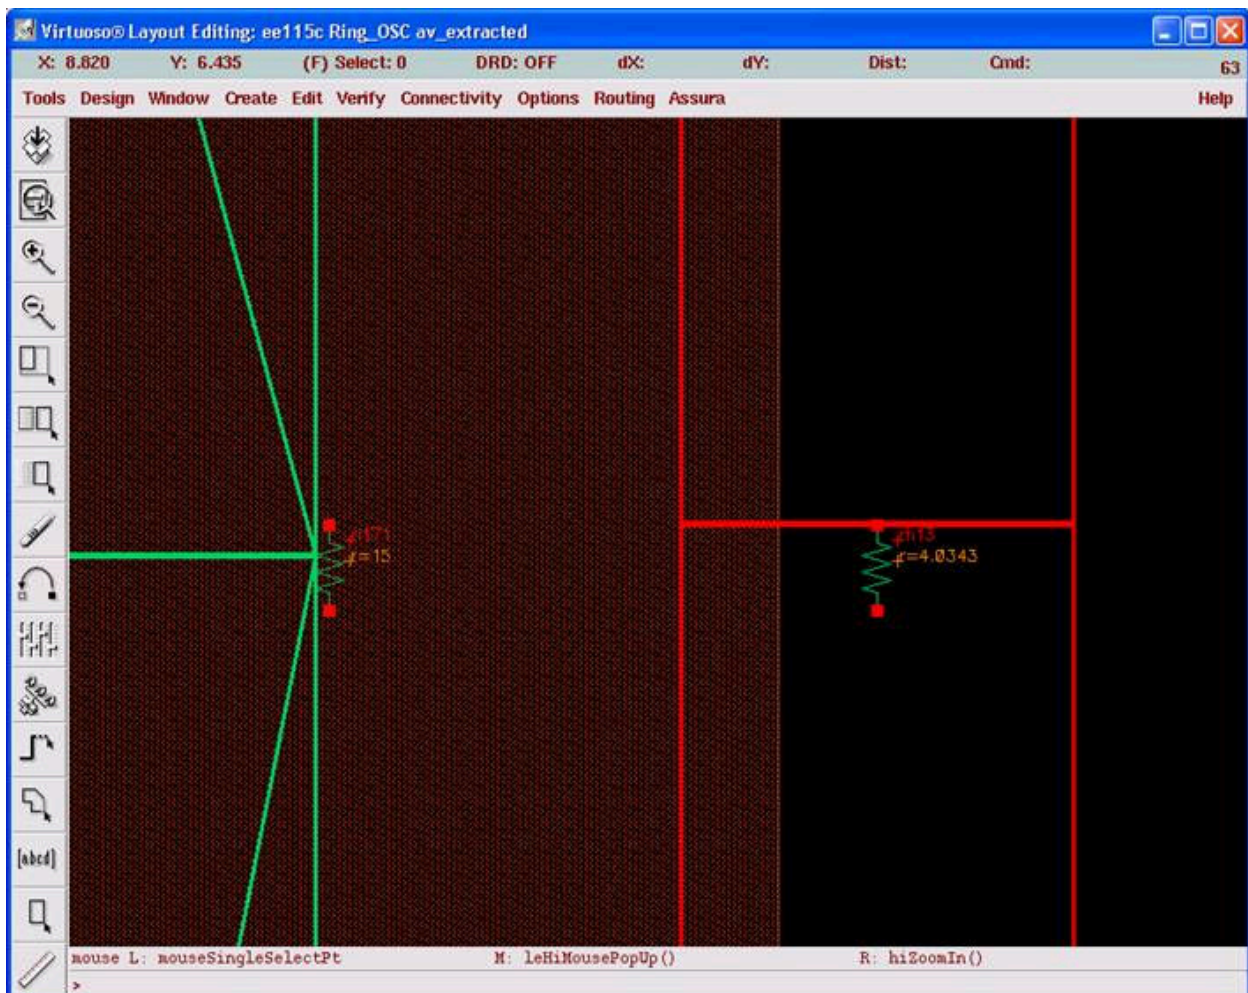 Virtuoso® Layout Editing: ee115c Ring_OSC av_extracted
X: 8.820 Y: 6.435 (F) Select: 0 DRD: OFF dX: dY: Dist: Cmd: 63
Tools Design Window Create Edit Verify Connectivity Options Routing Assura Help
r=15
r=4.0343
[abcd]
mouse L: mouseSingleSelectPt M: leHiMousePopUp() R: hiZoomIn()
>